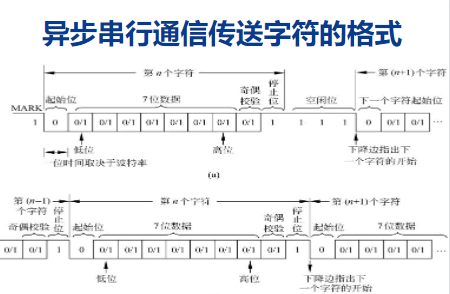 异步串行通信传送字符的格式
第 n 个字符
第 (n+1) 个字符
MARK
起始位
7 位数据
奇偶校验
停止位
空闲位
下一个字符起始位
1 0 0/1 0/1 0/1 0/1 0/1 0/1 0/1 0/1 1 1 1 1 0 0/1 0/1 ...
低位
高位
一位时间取决于波特率
下降边指出下一个字符的开始
(a)
第 (n−1) 个字符
第 n 个字符
第 (n+1) 个字符
奇偶校验
停止位
起始位
7 位数据
奇偶校验
停止位
起始位
7 位数据
0/1 0/1 1 0 0/1 0/1 0/1 0/1 0/1 0/1 0/1 0/1 1 0 0/1 0/1 0/1 0/1 ...
低位
高位
下降边指出下一个字符的开始